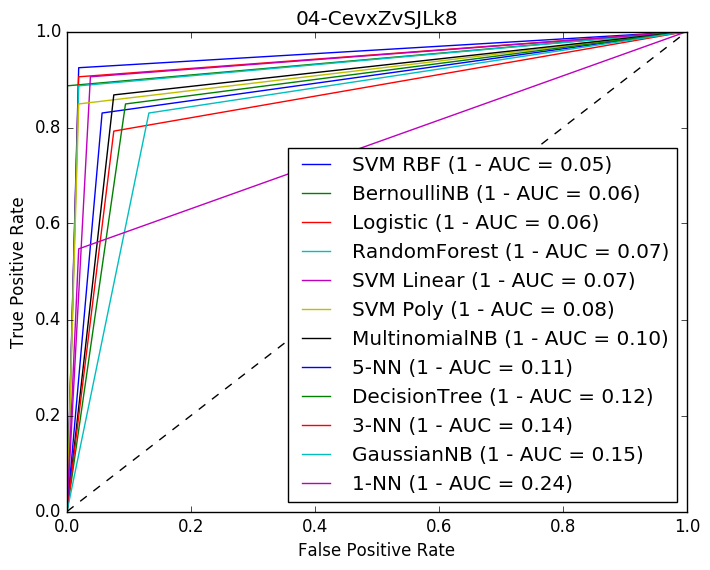 04-CevxZvSJLk8
1.0
0.8
0.6
0.4
0.2
0.0
True Positive Rate
SVM RBF (1 - AUC = 0.05)
BernoulliNB (1 - AUC = 0.06)
Logistic (1 - AUC = 0.06)
RandomForest (1 - AUC = 0.07)
SVM Linear (1 - AUC = 0.07)
SVM Poly (1 - AUC = 0.08)
MultinomialNB (1 - AUC = 0.10)
5-NN (1 - AUC = 0.11)
DecisionTree (1 - AUC = 0.12)
3-NN (1 - AUC = 0.14)
GaussianNB (1 - AUC = 0.15)
1-NN (1 - AUC = 0.24)
0.0 0.2 0.4 0.6 0.8 1.0
False Positive Rate